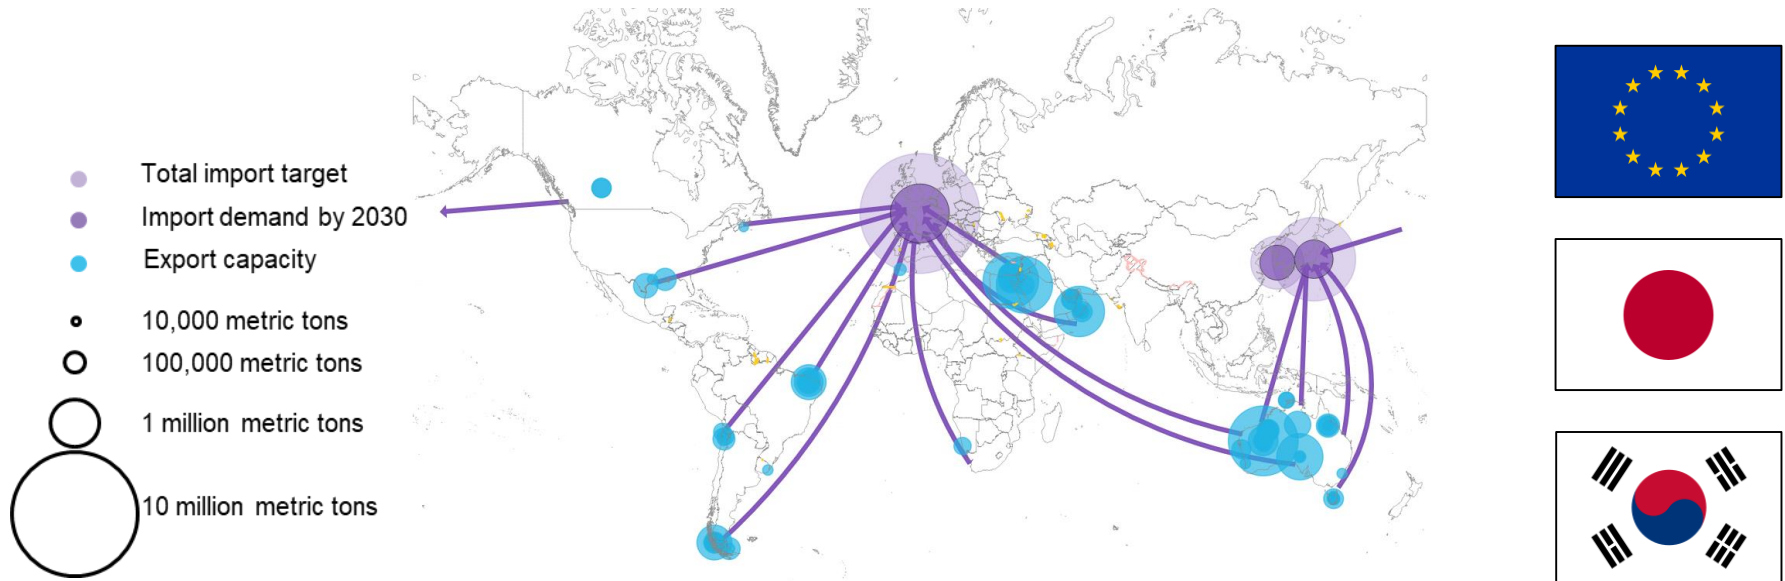 Total import target
Import demand by 2030
Export capacity
10,000 metric tons
100,000 metric tons
1 million metric tons
10 million metric tons